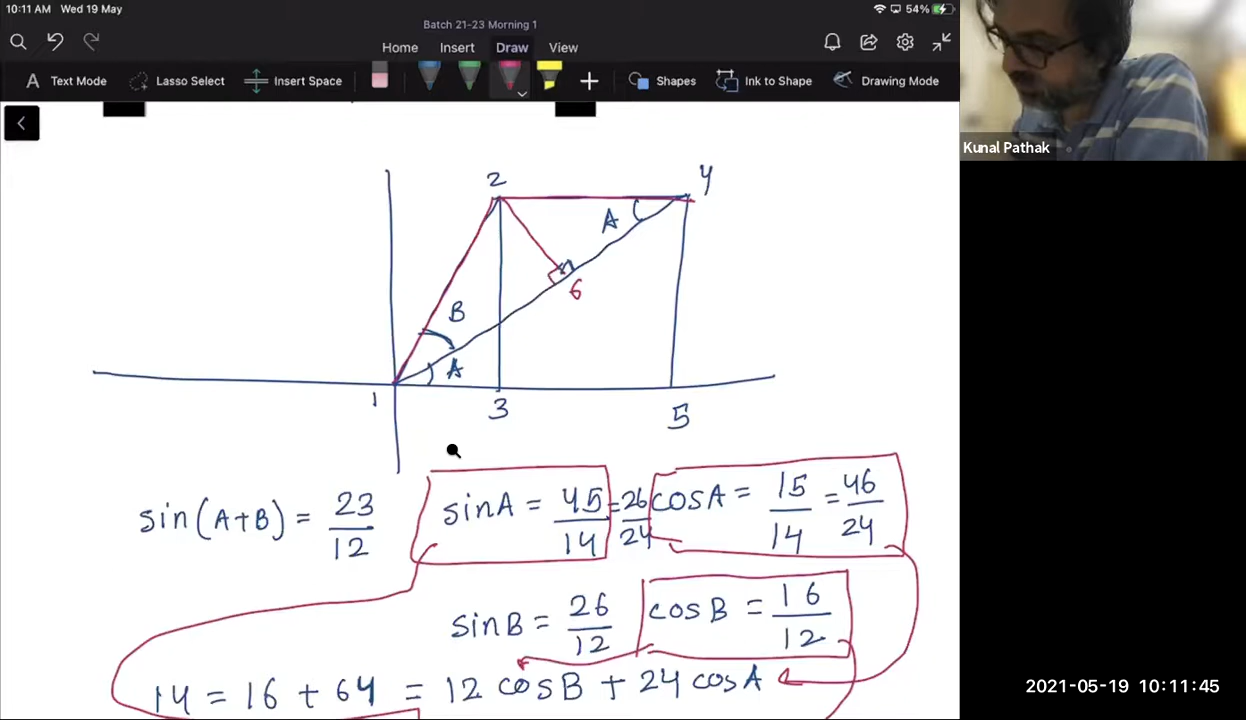 10:11 AM Wed 19 May
54%
Batch 21-23 Morning 1
Home Insert Draw View
Text Mode Lasso Select Insert Space Shapes Ink to Shape Drawing Mode
Kunal Pathak
2 4
A
6
B
A
1 3 5
sin(A+B) = 23/12 sinA = 45/14 = 26/24 cosA = 15/14 = 46/24
sinB = 26/12 cosB = 16/12
14 = 16 + 64 = 12 cosB + 24 cosA
2021-05-19 10:11:45